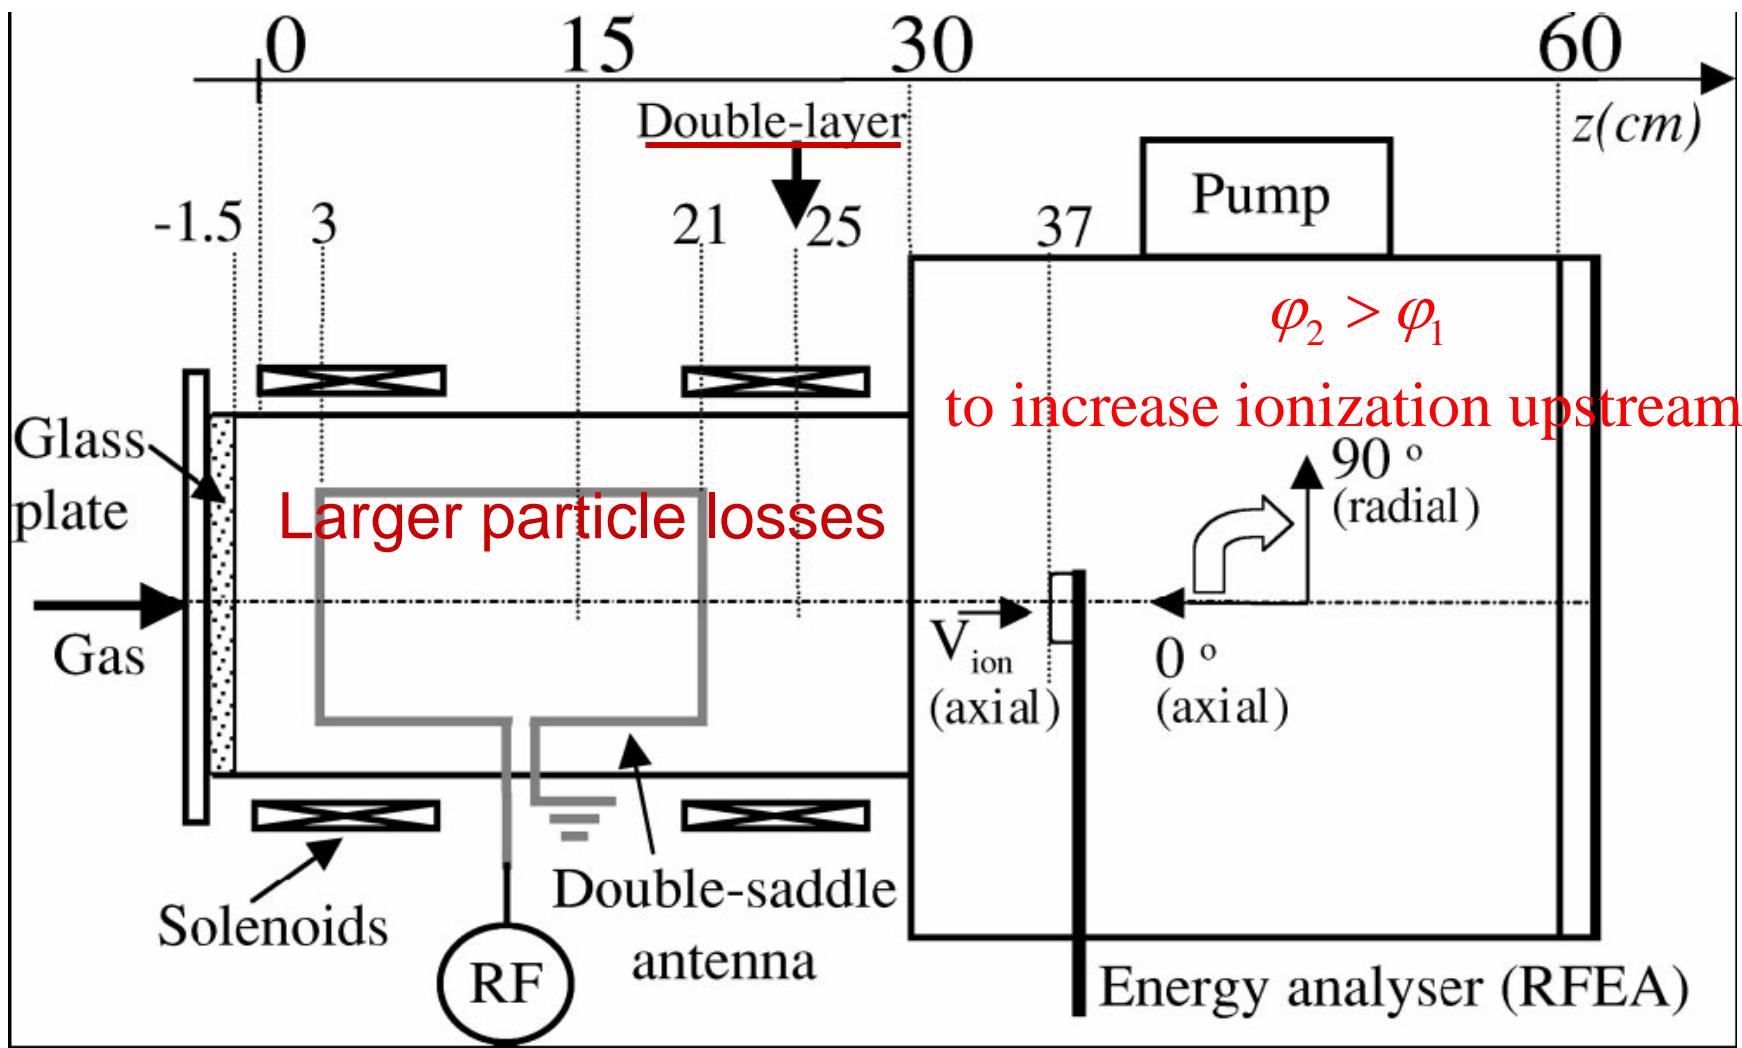 0 15 30 60
z(cm)
Double-layer
-1.5 3 21 25 37
Pump
φ₂ > φ₁
to increase ionization upstream
Glass
plate
Larger particle losses
90 °
(radial)
Gas
V ion
(axial)
0 °
(axial)
Solenoids
Double-saddle
antenna
RF
Energy analyser (RFEA)